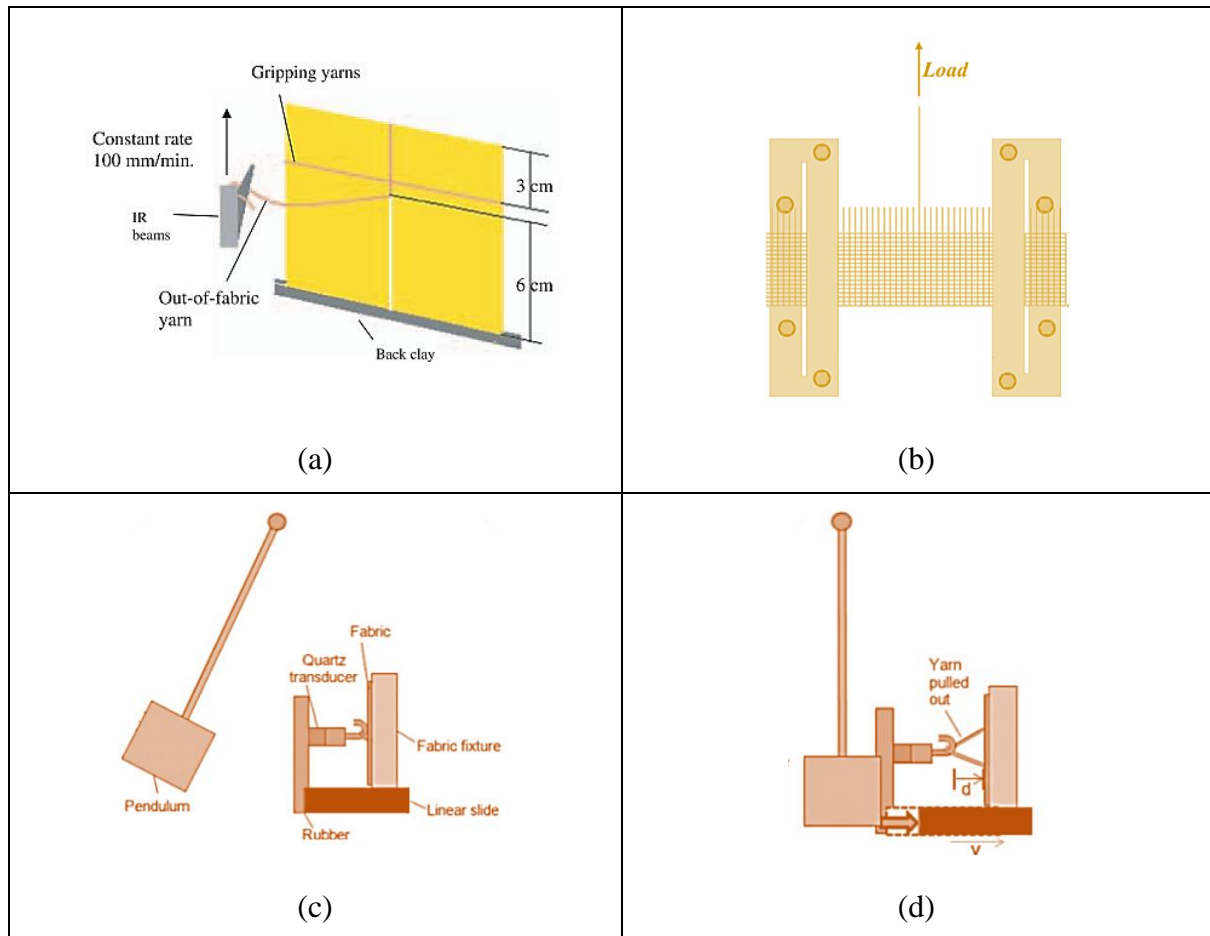 Gripping yarns
Constant rate
100 mm/min.
3 cm
IR
beams
6 cm
Out-of-fabric
yarn
Back clay
(a)
Load
(b)
Fabric
Quartz
transducer
Fabric fixture
Pendulum
Linear slide
Rubber
(c)
Yarn
pulled
out
d
v
(d)